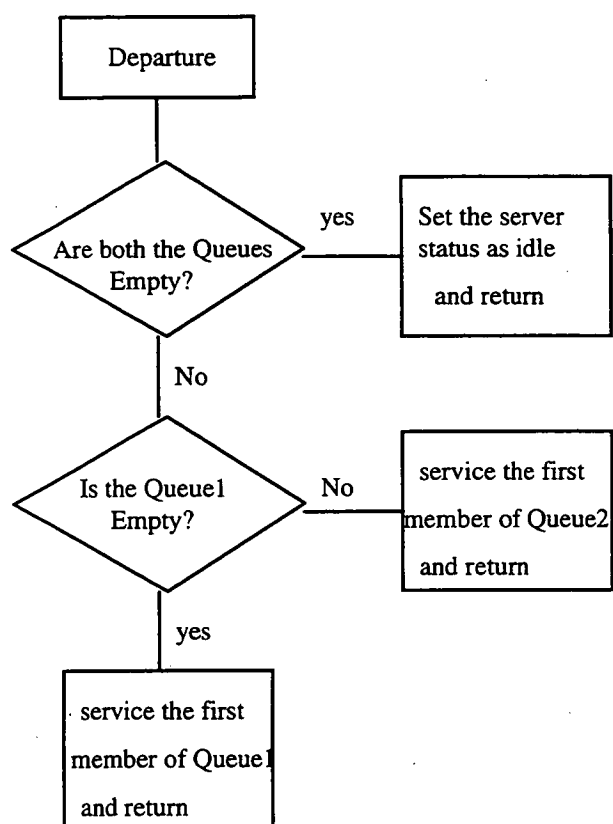 Departure
Are both the Queues
Empty?
yes
Set the server
status as idle
and return
No
Is the Queue1
Empty?
No
service the first
member of Queue2
and return
yes
service the first
member of Queue1
and return